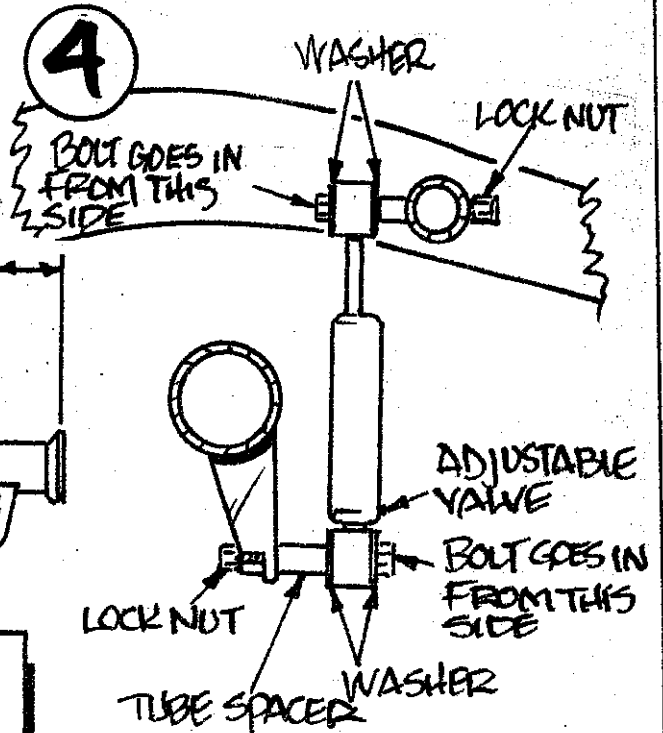 4
WASHER
LOCK NUT
BOLT GOES IN
FROM THIS
SIDE
ADJUSTABLE
VALVE
BOLT GOES IN
FROM THIS
SIDE
LOCK NUT
WASHER
TUBE SPACER